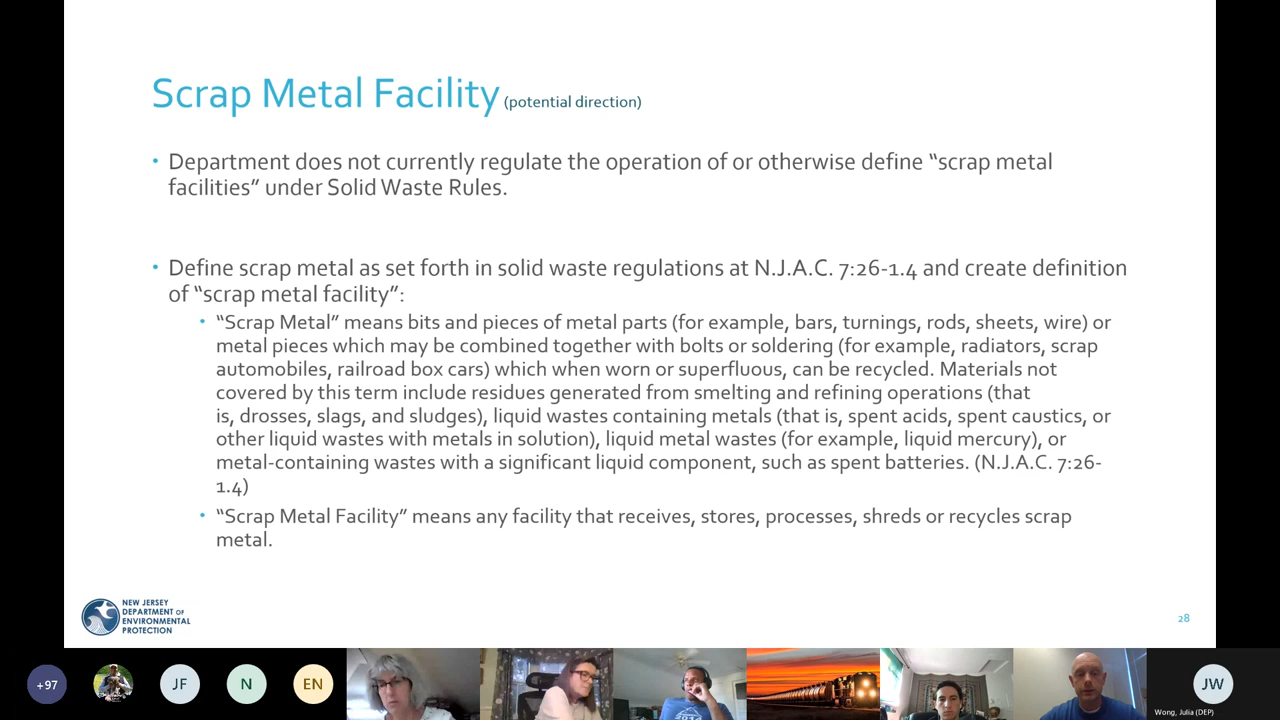 Scrap Metal Facility (potential direction)
• Department does not currently regulate the operation of or otherwise define “scrap metal
facilities” under Solid Waste Rules.
• Define scrap metal as set forth in solid waste regulations at N.J.A.C. 7:26-1.4 and create definition
of “scrap metal facility”:
• “Scrap Metal” means bits and pieces of metal parts (for example, bars, turnings, rods, sheets, wire) or
metal pieces which may be combined together with bolts or soldering (for example, radiators, scrap
automobiles, railroad box cars) which when worn or superfluous, can be recycled. Materials not
covered by this term include residues generated from smelting and refining operations (that
is, drosses, slags, and sludges), liquid wastes containing metals (that is, spent acids, spent caustics, or
other liquid wastes with metals in solution), liquid metal wastes (for example, liquid mercury), or
metal-containing wastes with a significant liquid component, such as spent batteries. (N.J.A.C. 7:26-
1.4)
• “Scrap Metal Facility” means any facility that receives, stores, processes, shreds or recycles scrap
metal.
NEW JERSEY
DEPARTMENT OF
ENVIRONMENTAL
PROTECTION
28
+97
JF
N
EN
2014
JW
Wong, Julia (DEP)